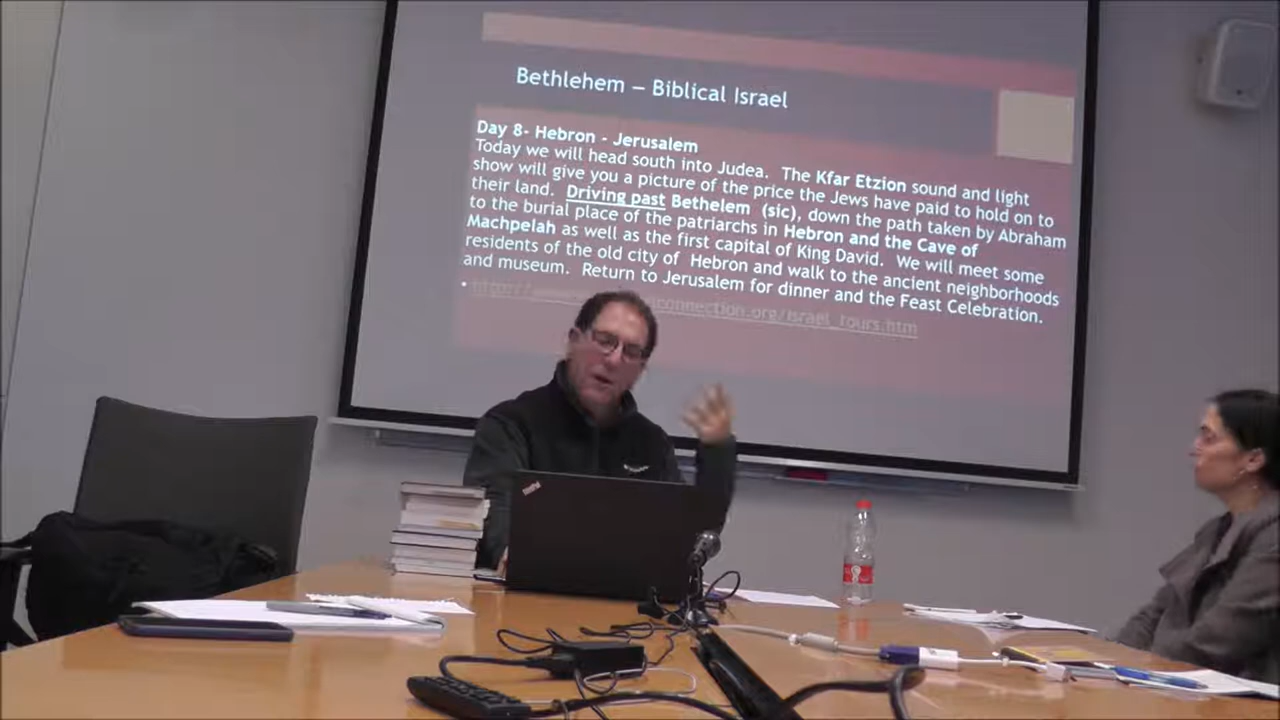 Bethlehem – Biblical Israel
Day 8- Hebron - Jerusalem
Today we will head south into Judea. The Kfar Etzion sound and light
show will give you a picture of the price the Jews have paid to hold on to
their land. Driving past Bethelem (sic), down the path taken by Abraham
to the burial place of the patriarchs in Hebron and the Cave of
Machpelah as well as the first capital of King David. We will meet some
residents of the old city of Hebron and walk to the ancient neighborhoods
and museum. Return to Jerusalem for dinner and the Feast Celebration.
connection.org/israel_tours.htm